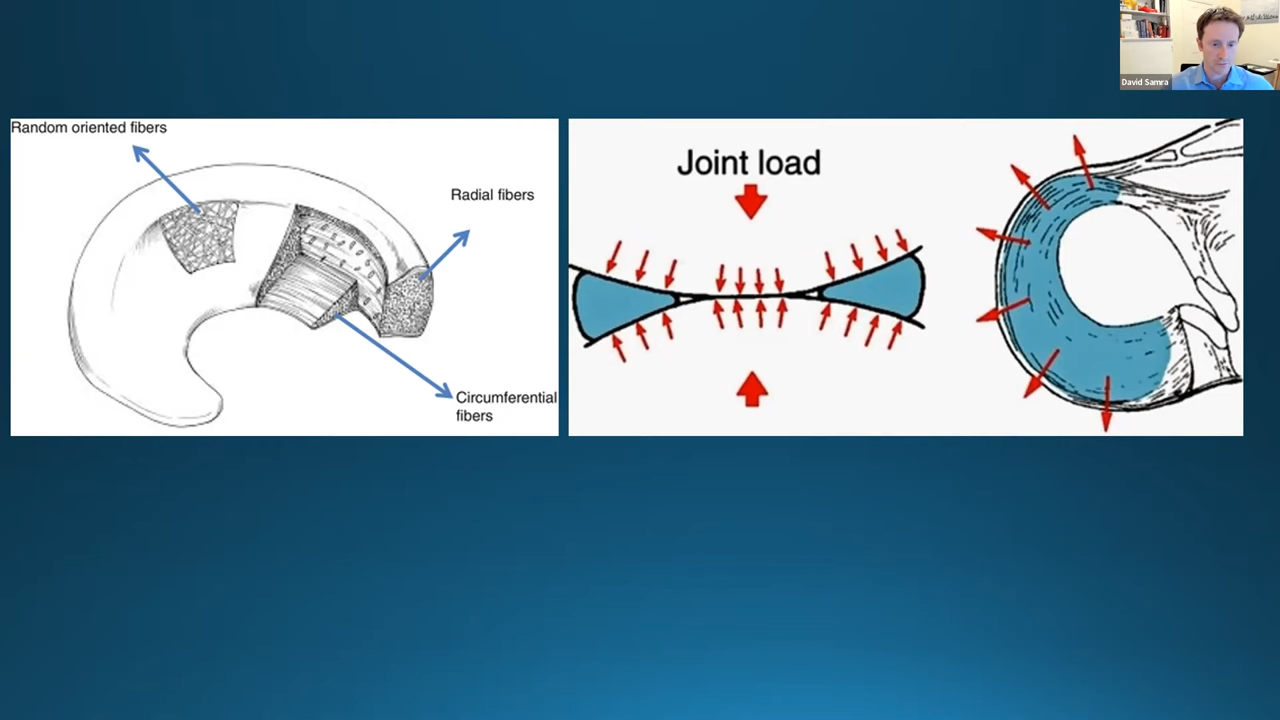 David Samra
Random oriented fibers
Radial fibers
Circumferential
fibers
Joint load